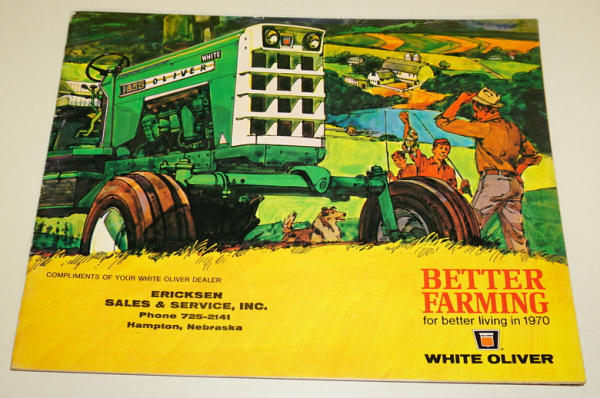 WHITE
1855 OLIVER
COMPLIMENTS OF YOUR WHITE OLIVER DEALER:
ERICKSEN
SALES & SERVICE, INC.
Phone 725-2141
Hampton, Nebraska
BETTER
FARMING
for better living in 1970
WHITE OLIVER